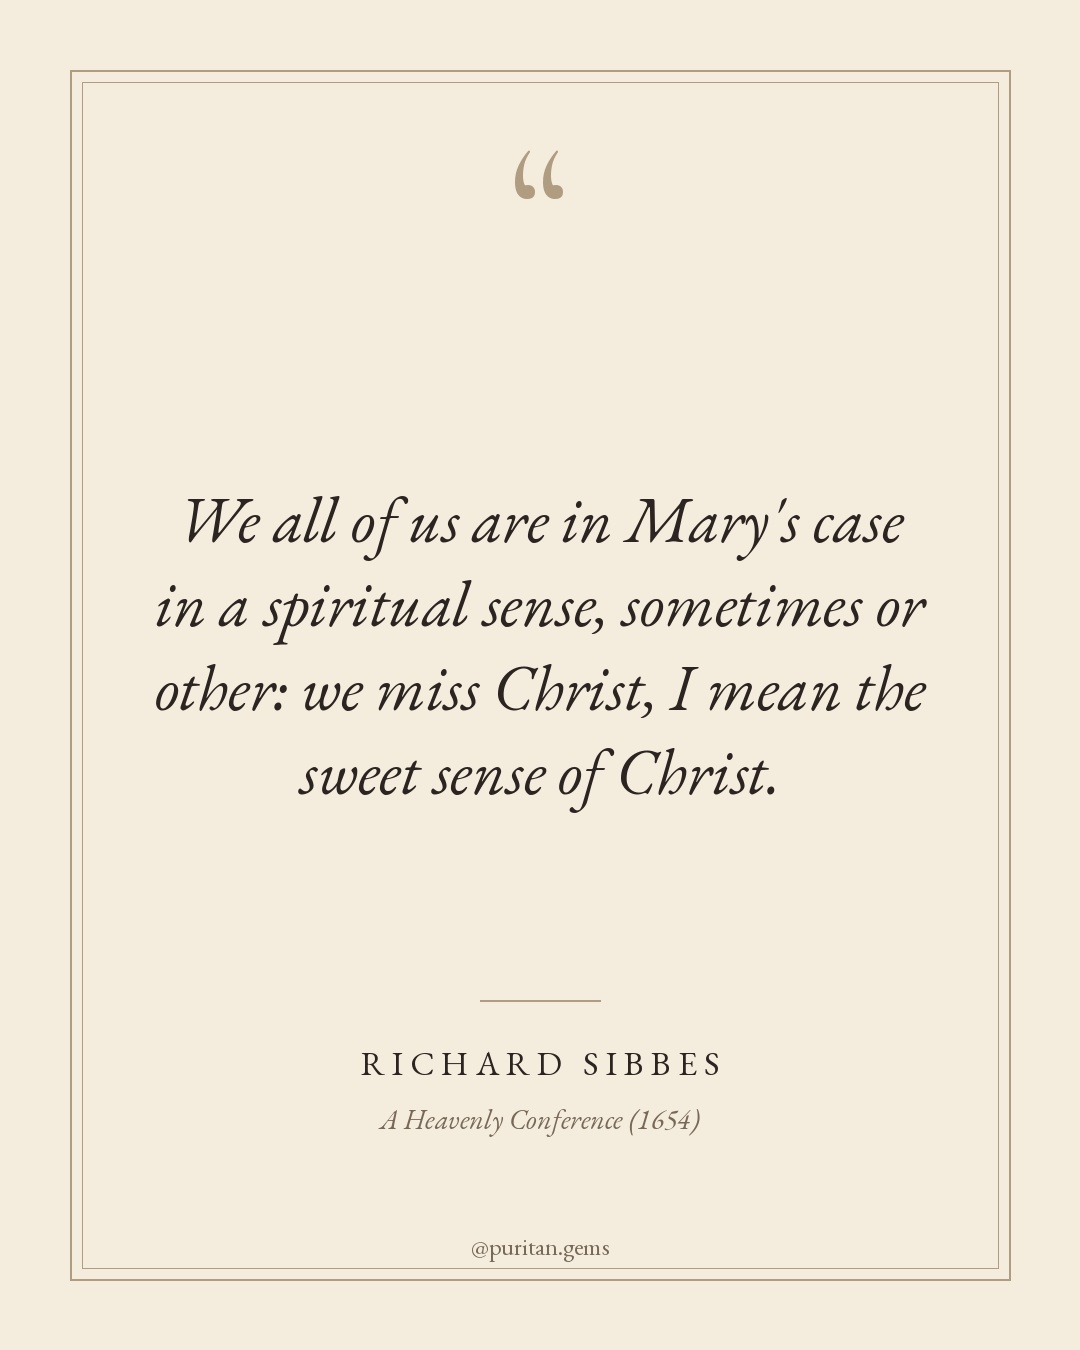 “
We all of us are in Mary's case
in a spiritual sense, sometimes or
other: we miss Christ, I mean the
sweet sense of Christ.
RICHARD SIBBES
A Heavenly Conference (1654)
@puritan.gems